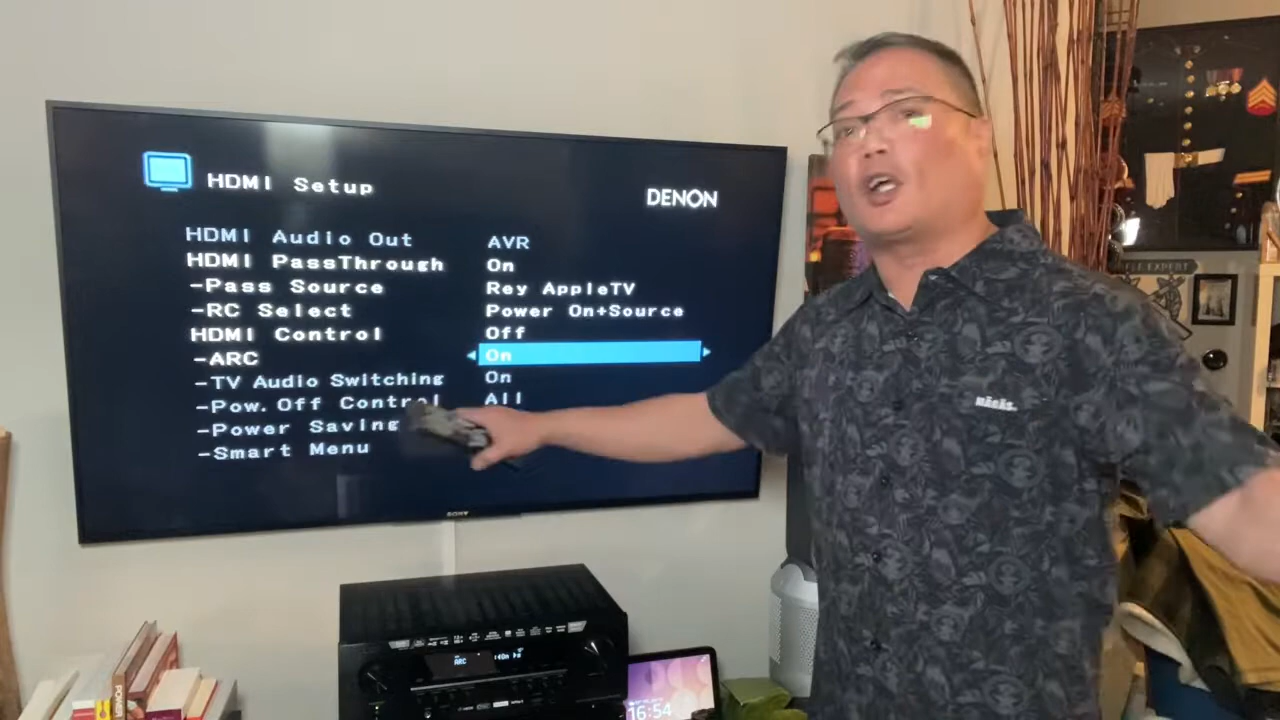 HDMI Setup
DENON
HDMI Audio Out AVR
HDMI PassThrough On
-Pass Source Rey AppleTV
-RC Select Power On+Source
HDMI Control Off
-ARC On
-TV Audio Switching On
-Pow. Off Control All
-Power Saving
-Smart Menu
SONY
ARC
16:54
POWER
EXPERT